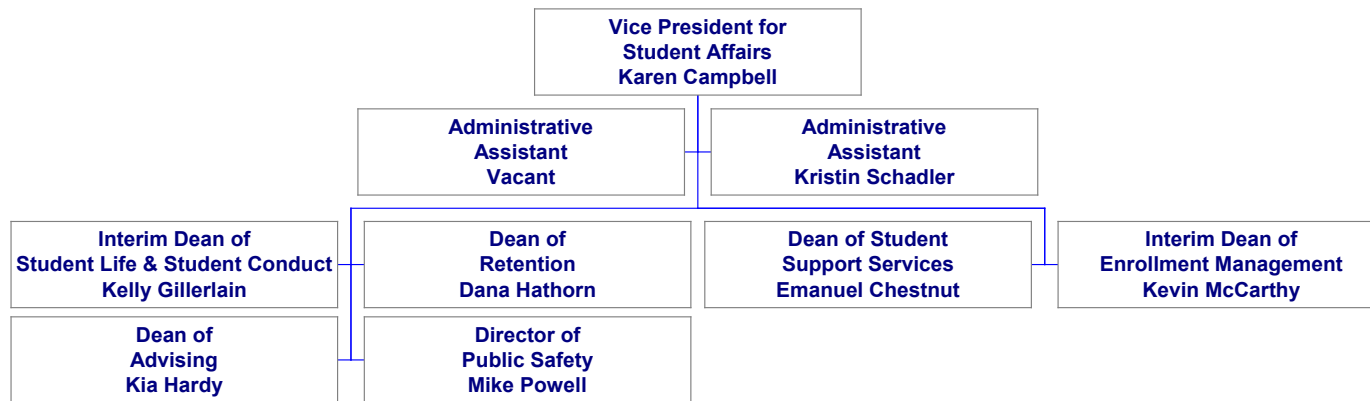 Vice President for
Student Affairs
Karen Campbell
Administrative
Assistant
Vacant
Administrative
Assistant
Kristin Schadler
Interim Dean of
Student Life & Student Conduct
Kelly Gillerlain
Dean of
Retention
Dana Hathorn
Dean of Student
Support Services
Emanuel Chestnut
Interim Dean of
Enrollment Management
Kevin McCarthy
Dean of
Advising
Kia Hardy
Director of
Public Safety
Mike Powell